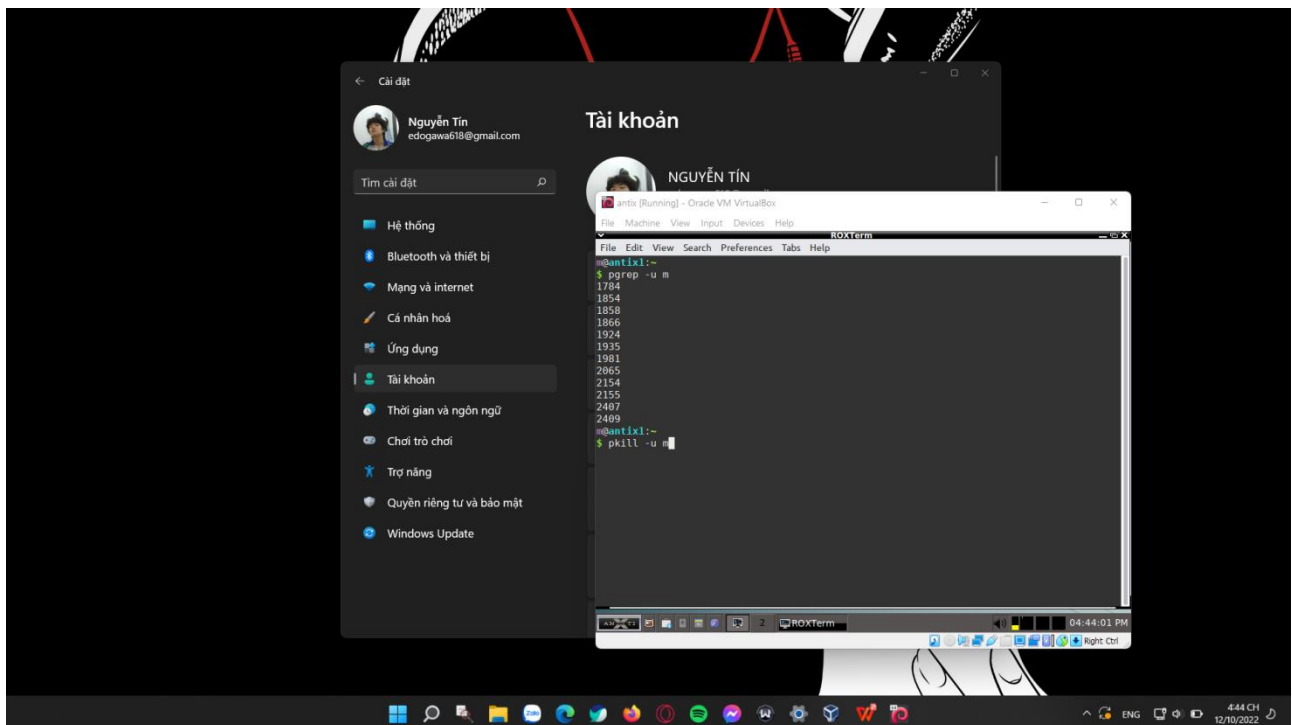 Cài đặt
Nguyễn Tín
edogawa618@gmail.com
Tìm cài đặt
Hệ thống
Bluetooth và thiết bị
Mạng và internet
Cá nhân hoá
Ứng dụng
Tài khoản
Thời gian và ngôn ngữ
Chơi trò chơi
Trợ năng
Quyền riêng tư và bảo mật
Windows Update
Tài khoản
NGUYỄN TÍN
antix [Running] - Oracle VM VirtualBox
File Machine View Input Devices Help
ROXTerm
File Edit View Search Preferences Tabs Help
m@antix1:~
$ pgrep -u m
1784
1854
1858
1866
1924
1935
1981
2065
2154
2155
2407
2409
m@antix1:~
$ pkill -u m
2 ROXTerm 04:44:01 PM
Right Ctrl
Zalo
ENG
4:44 CH
12/10/2022